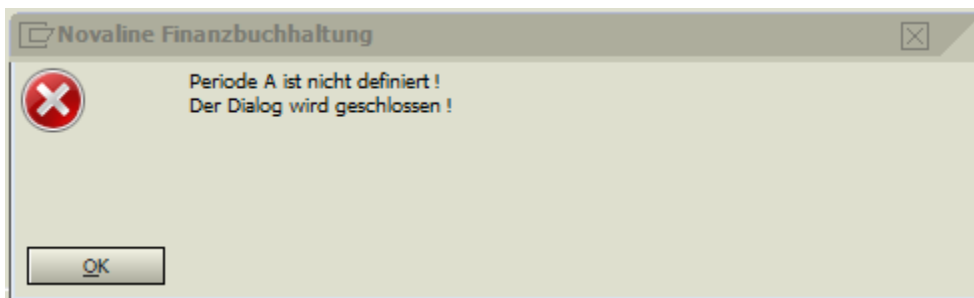 Novaline Finanzbuchhaltung
Periode A ist nicht definiert !
Der Dialog wird geschlossen !
OK